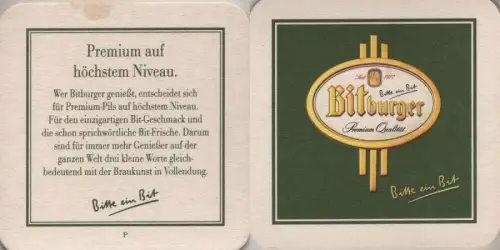 Premium auf
höchstem Niveau.
Wer Bitburger genießt, entscheidet sich
für Premium-Pils auf höchstem Niveau.
Für den einzigartigen Bit-Geschmack und
die schon sprichwörtliche Bit-Frische. Darum
sind für immer mehr Genießer auf der
ganzen Welt drei kleine Worte gleich-
bedeutend mit der Braukunst in Vollendung.
Bitte ein Bit
P
Seit 1817
Bitte ein Bit
Bitburger
Premium Qualität
Bitte ein Bit